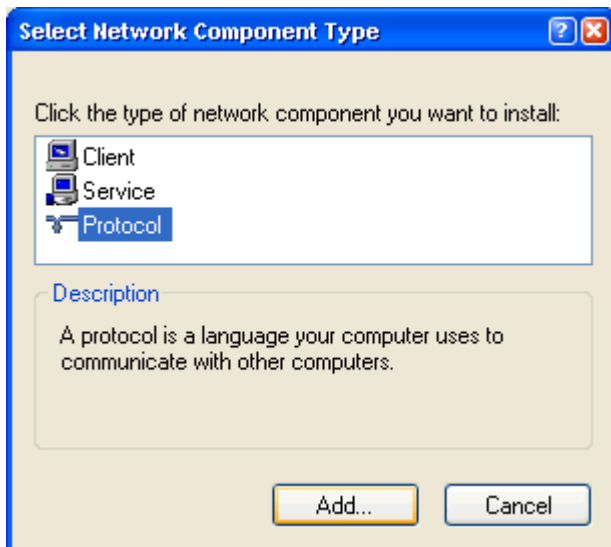 Select Network Component Type
Click the type of network component you want to install:
Client
Service
Protocol
Description
A protocol is a language your computer uses to
communicate with other computers.
Add...
Cancel